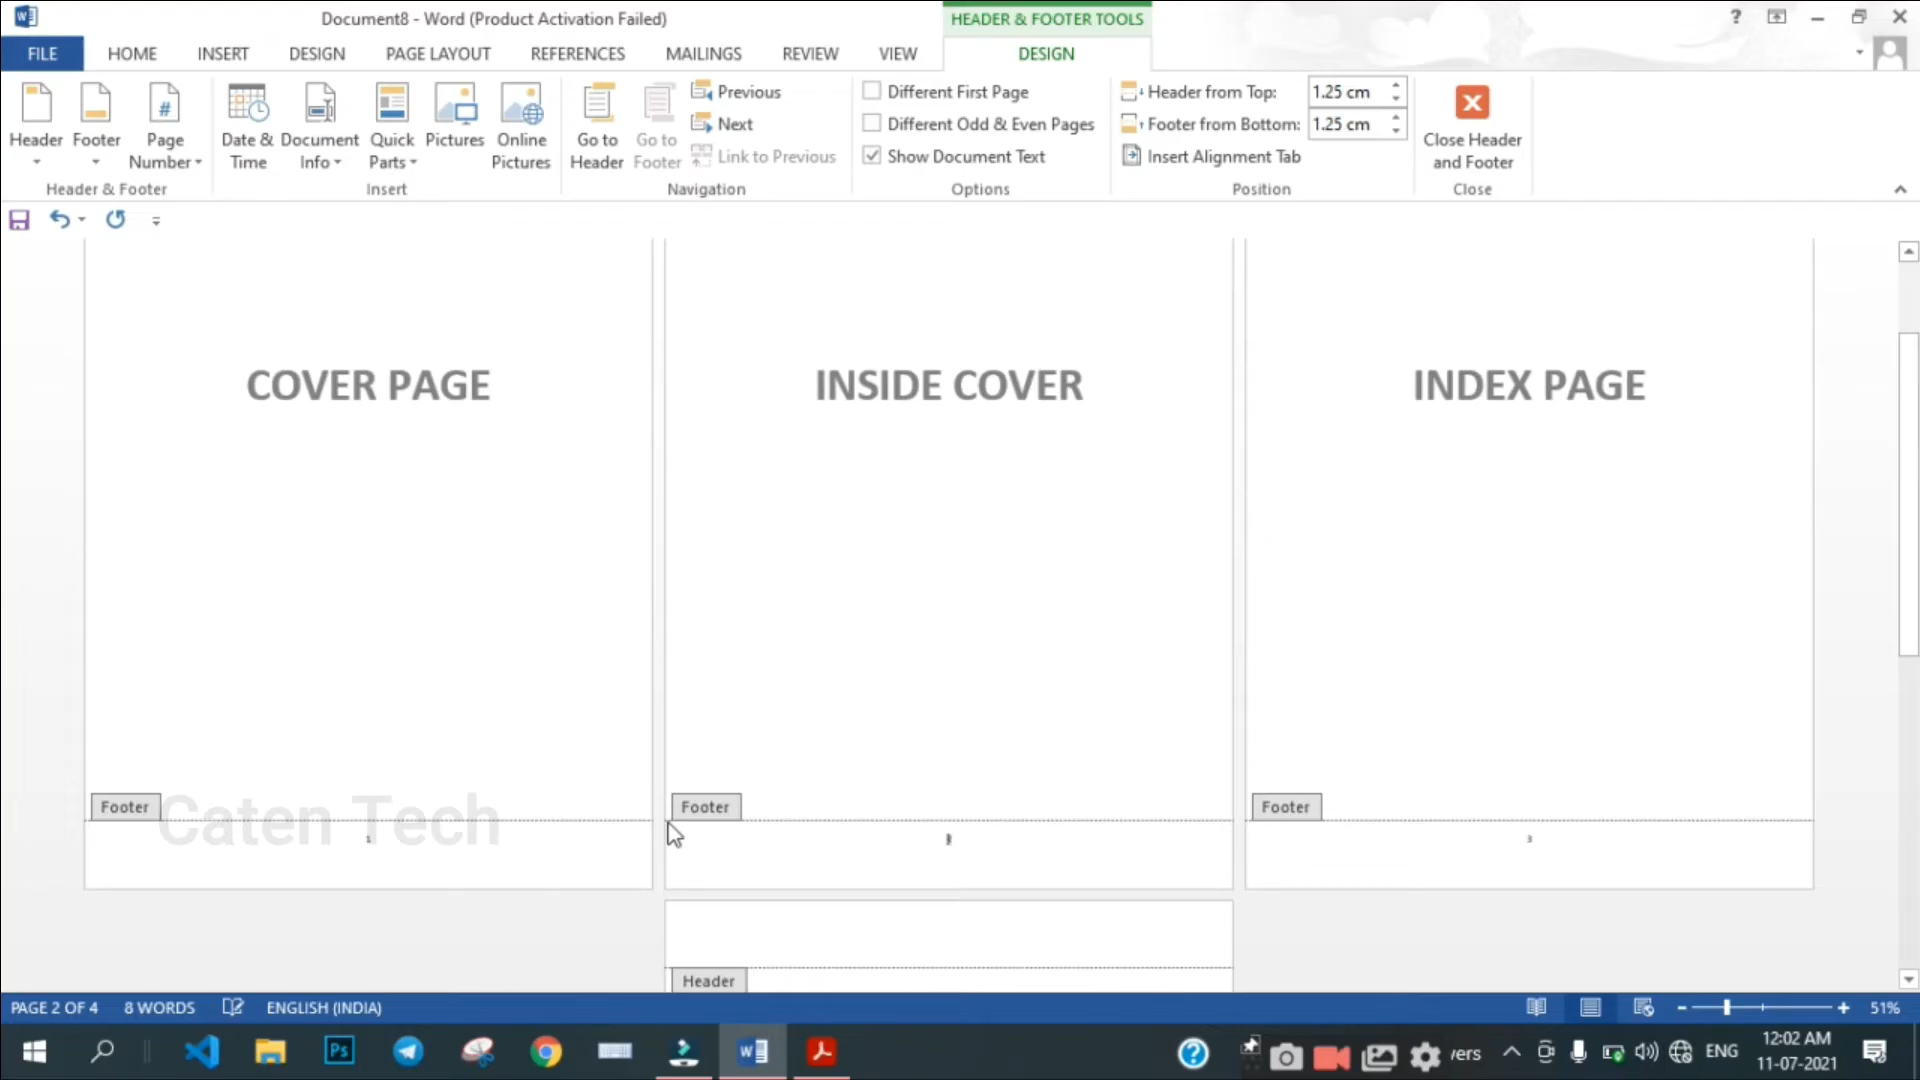 Document8 - Word (Product Activation Failed)
HEADER & FOOTER TOOLS
?
FILE
HOME
INSERT
DESIGN
PAGE LAYOUT
REFERENCES
MAILINGS
REVIEW
VIEW
DESIGN
Header
Footer
Page Number
Header & Footer
Date & Time
Document Info
Quick Parts
Pictures
Online Pictures
Insert
Go to Header
Go to Footer
Previous
Next
Link to Previous
Navigation
Different First Page
Different Odd & Even Pages
Show Document Text
Options
Header from Top: 1.25 cm
Footer from Bottom: 1.25 cm
Insert Alignment Tab
Position
Close Header and Footer
Close
COVER PAGE
INSIDE COVER
INDEX PAGE
Footer
Footer
Footer
Caten Tech
1
3
Header
PAGE 2 OF 4
8 WORDS
ENGLISH (INDIA)
51%
Ps
/ers
ENG
12:02 AM
11-07-2021